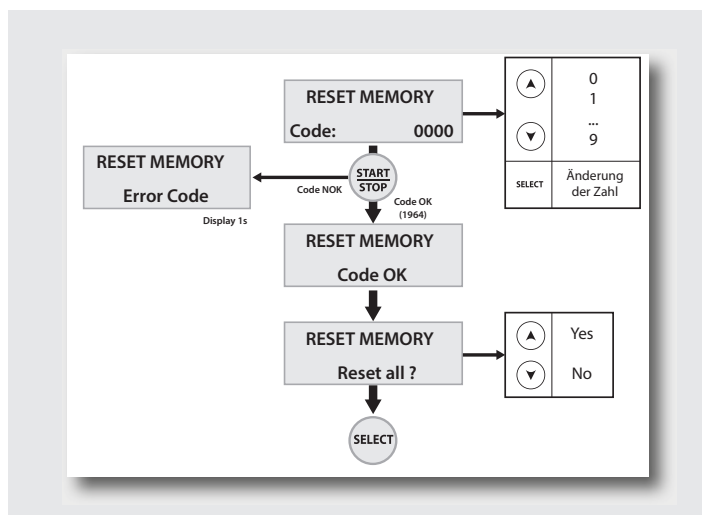 RESET MEMORY
Code: 0000
0
1
...
9
SELECT
Änderung
der Zahl
RESET MEMORY
Error Code
Display 1s
Code NOK
START
STOP
Code OK
(1964)
RESET MEMORY
Code OK
RESET MEMORY
Reset all ?
Yes
No
SELECT